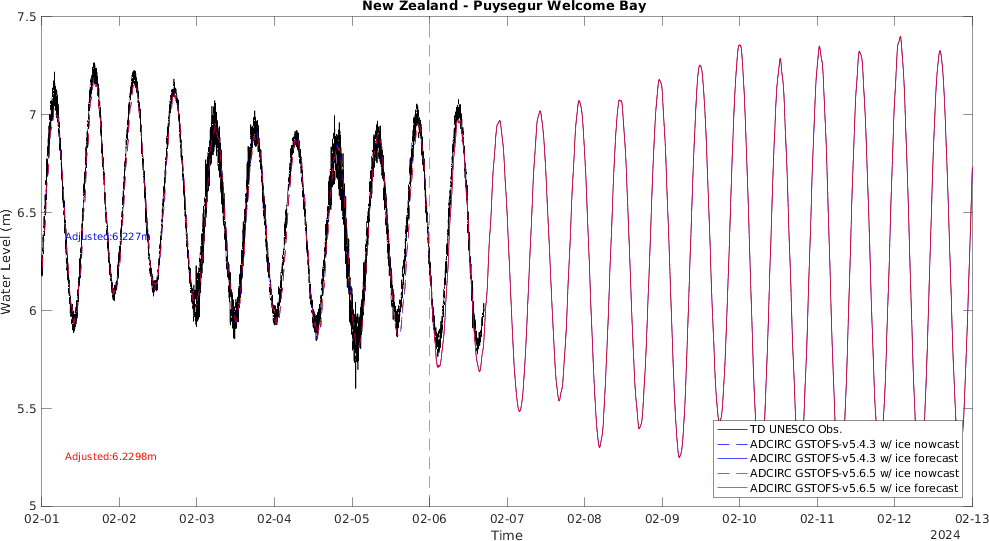 New Zealand - Puysegur Welcome Bay
7.5
7
6.5
6
5.5
5
Water Level (m)
Adjusted:6.227m
Adjusted:6.2298m
TD UNESCO Obs.
ADCIRC GSTOFS-v5.4.3 w/ ice nowcast
ADCIRC GSTOFS-v5.4.3 w/ ice forecast
ADCIRC GSTOFS-v5.6.5 w/ ice nowcast
ADCIRC GSTOFS-v5.6.5 w/ ice forecast
02-01 02-02 02-03 02-04 02-05 02-06 02-07 02-08 02-09 02-10 02-11 02-12 02-13
Time
2024